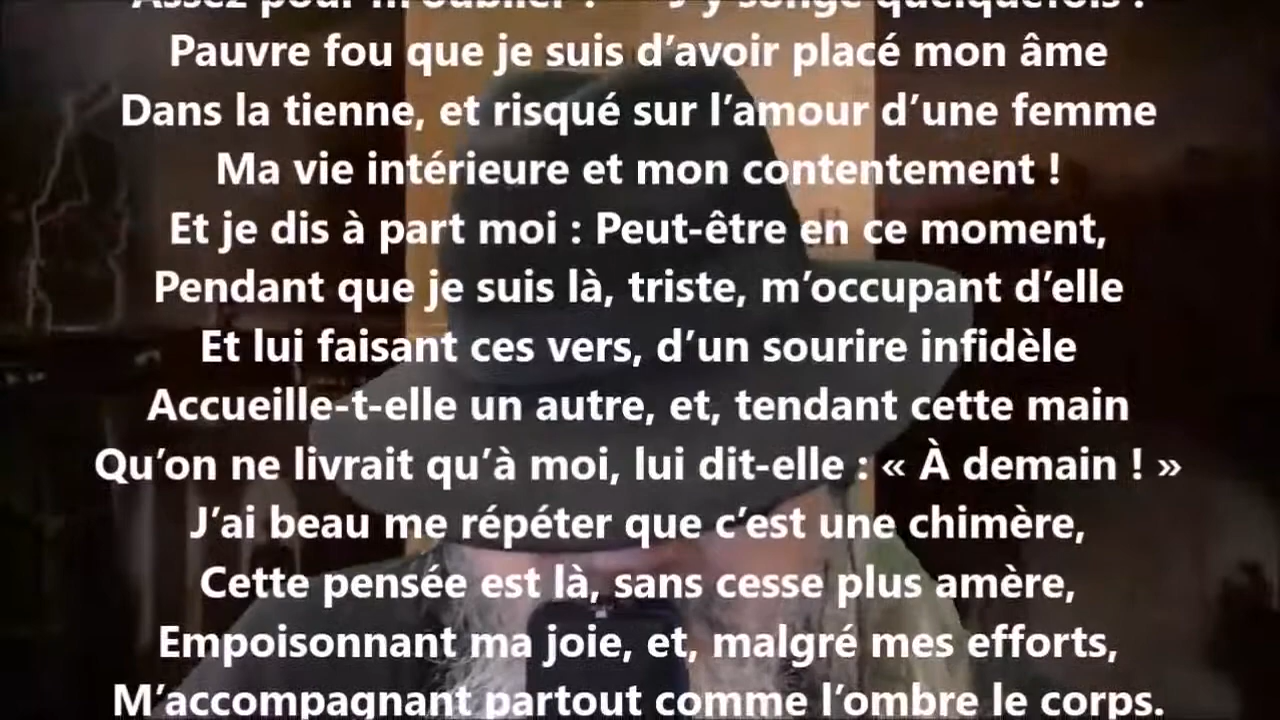 Assez pour m'oublier ! J'y songe quelquefois !
Pauvre fou que je suis d’avoir placé mon âme
Dans la tienne, et risqué sur l’amour d’une femme
Ma vie intérieure et mon contentement !
Et je dis à part moi : Peut-être en ce moment,
Pendant que je suis là, triste, m’occupant d’elle
Et lui faisant ces vers, d’un sourire infidèle
Accueille-t-elle un autre, et, tendant cette main
Qu’on ne livrait qu’à moi, lui dit-elle : « À demain ! »
J’ai beau me répéter que c’est une chimère,
Cette pensée est là, sans cesse plus amère,
Empoisonnant ma joie, et, malgré mes efforts,
M’accompagnant partout comme l’ombre le corps.